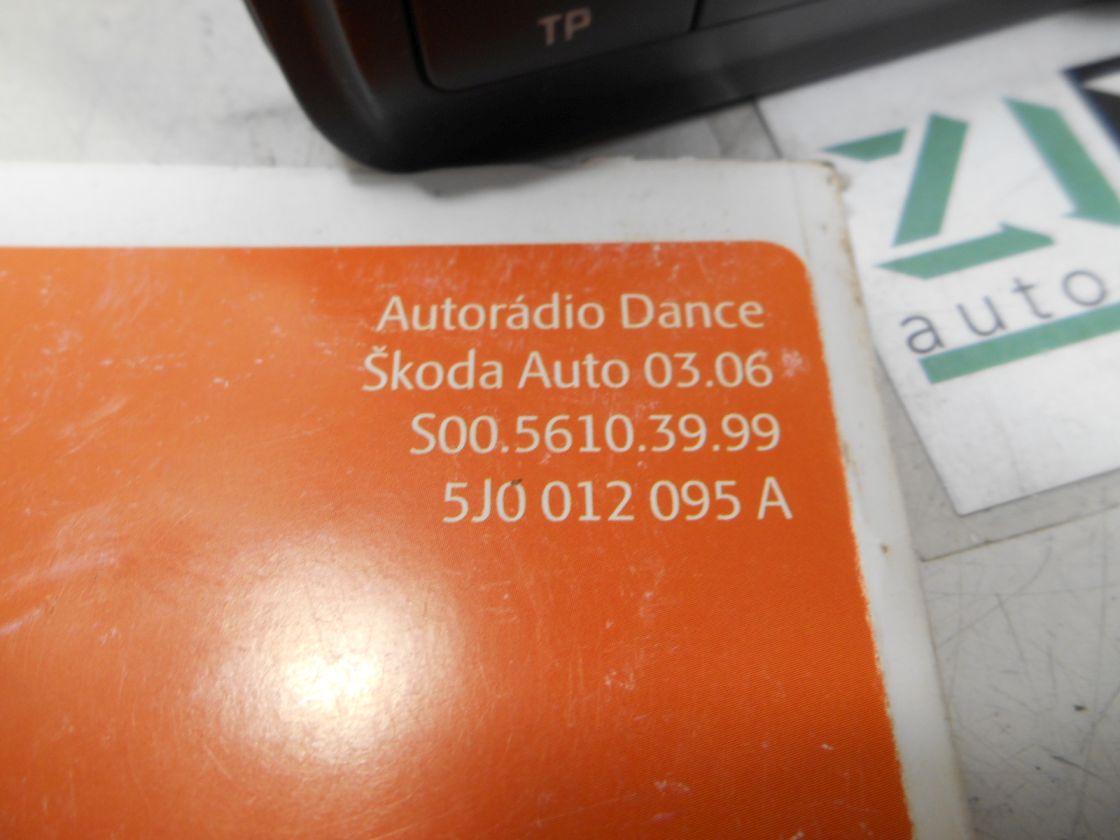 TP
Autorádio Dance
Škoda Auto 03.06
S00.5610.39.99
5J0 012 095 A
auto